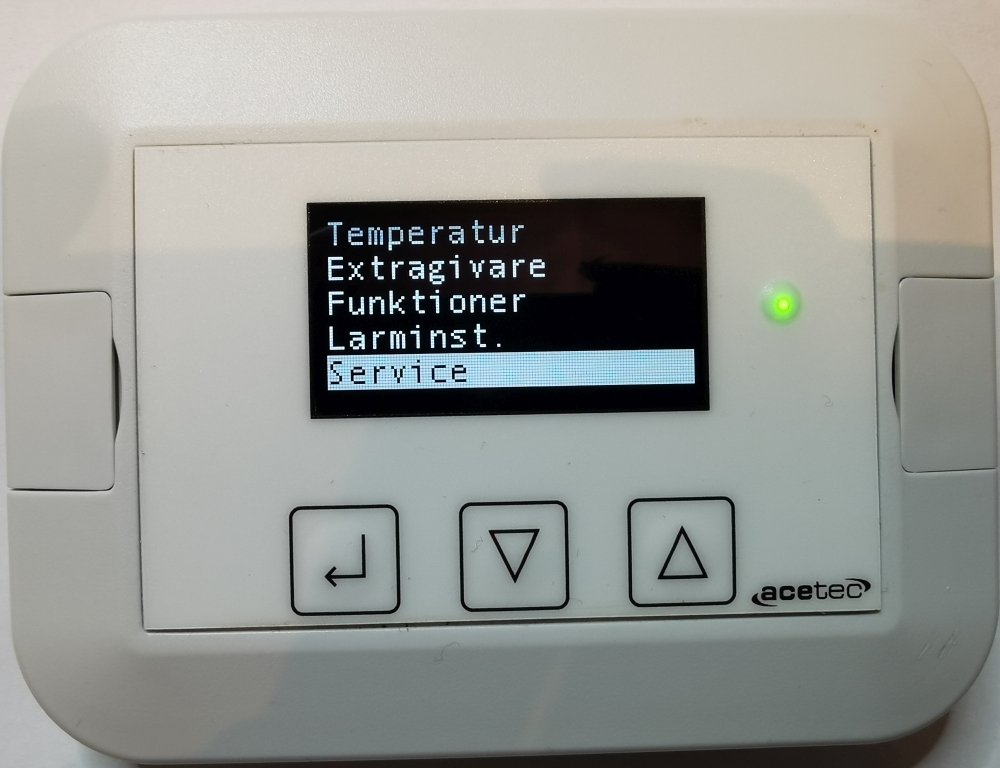 Temperatur
Extragivare
Funktioner
Larminst.
Service
acetec